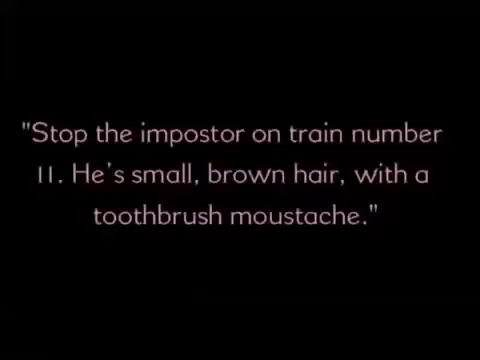 "Stop the impostor on train number
11. He's small, brown hair, with a
toothbrush moustache."